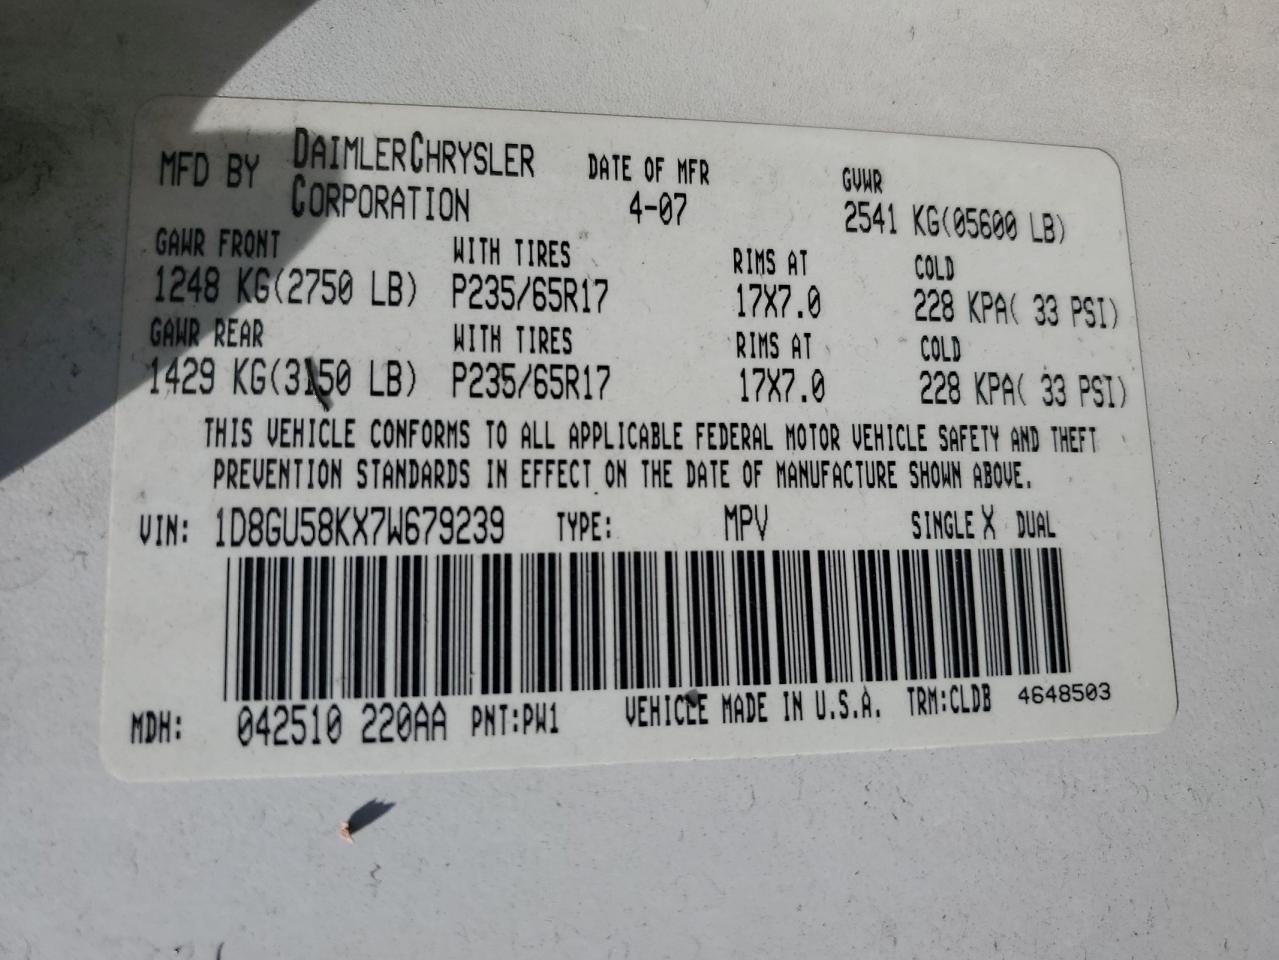 MFD BY DAIMLERCHRYSLER CORPORATION DATE OF MFR 4-07 GVWR 2541 KG(05600 LB)
GAWR FRONT WITH TIRES RIMS AT COLD
1248 KG(2750 LB) P235/65R17 17X7.0 228 KPA( 33 PSI)
GAWR REAR WITH TIRES RIMS AT COLD
1429 KG(3150 LB) P235/65R17 17X7.0 228 KPA( 33 PSI)
THIS VEHICLE CONFORMS TO ALL APPLICABLE FEDERAL MOTOR VEHICLE SAFETY AND THEFT
PREVENTION STANDARDS IN EFFECT ON THE DATE OF MANUFACTURE SHOWN ABOVE.
VIN: 1D8GU58KX7W679239 TYPE: MPV SINGLE X DUAL
MDH: 042510 220AA PNT:PW1 VEHICLE MADE IN U.S.A. TRM:CLDB 4648503